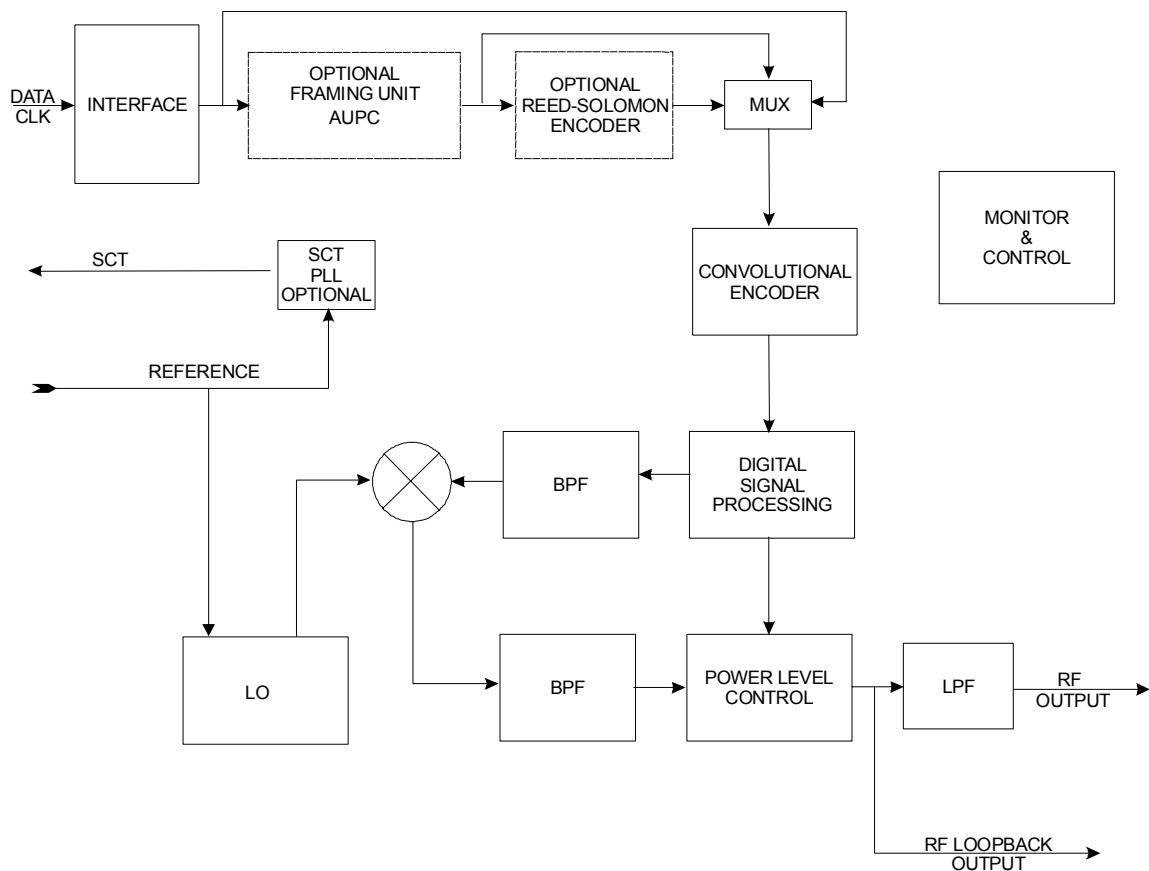 DATA
CLK
INTERFACE
OPTIONAL
FRAMING UNIT
AUPC
OPTIONAL
REED-SOLOMON
ENCODER
MUX
MONITOR
&
CONTROL
SCT
SCT
PLL
OPTIONAL
CONVOLUTIONAL
ENCODER
REFERENCE
BPF
DIGITAL
SIGNAL
PROCESSING
LO
BPF
POWER LEVEL
CONTROL
LPF
RF
OUTPUT
RF LOOPBACK
OUTPUT